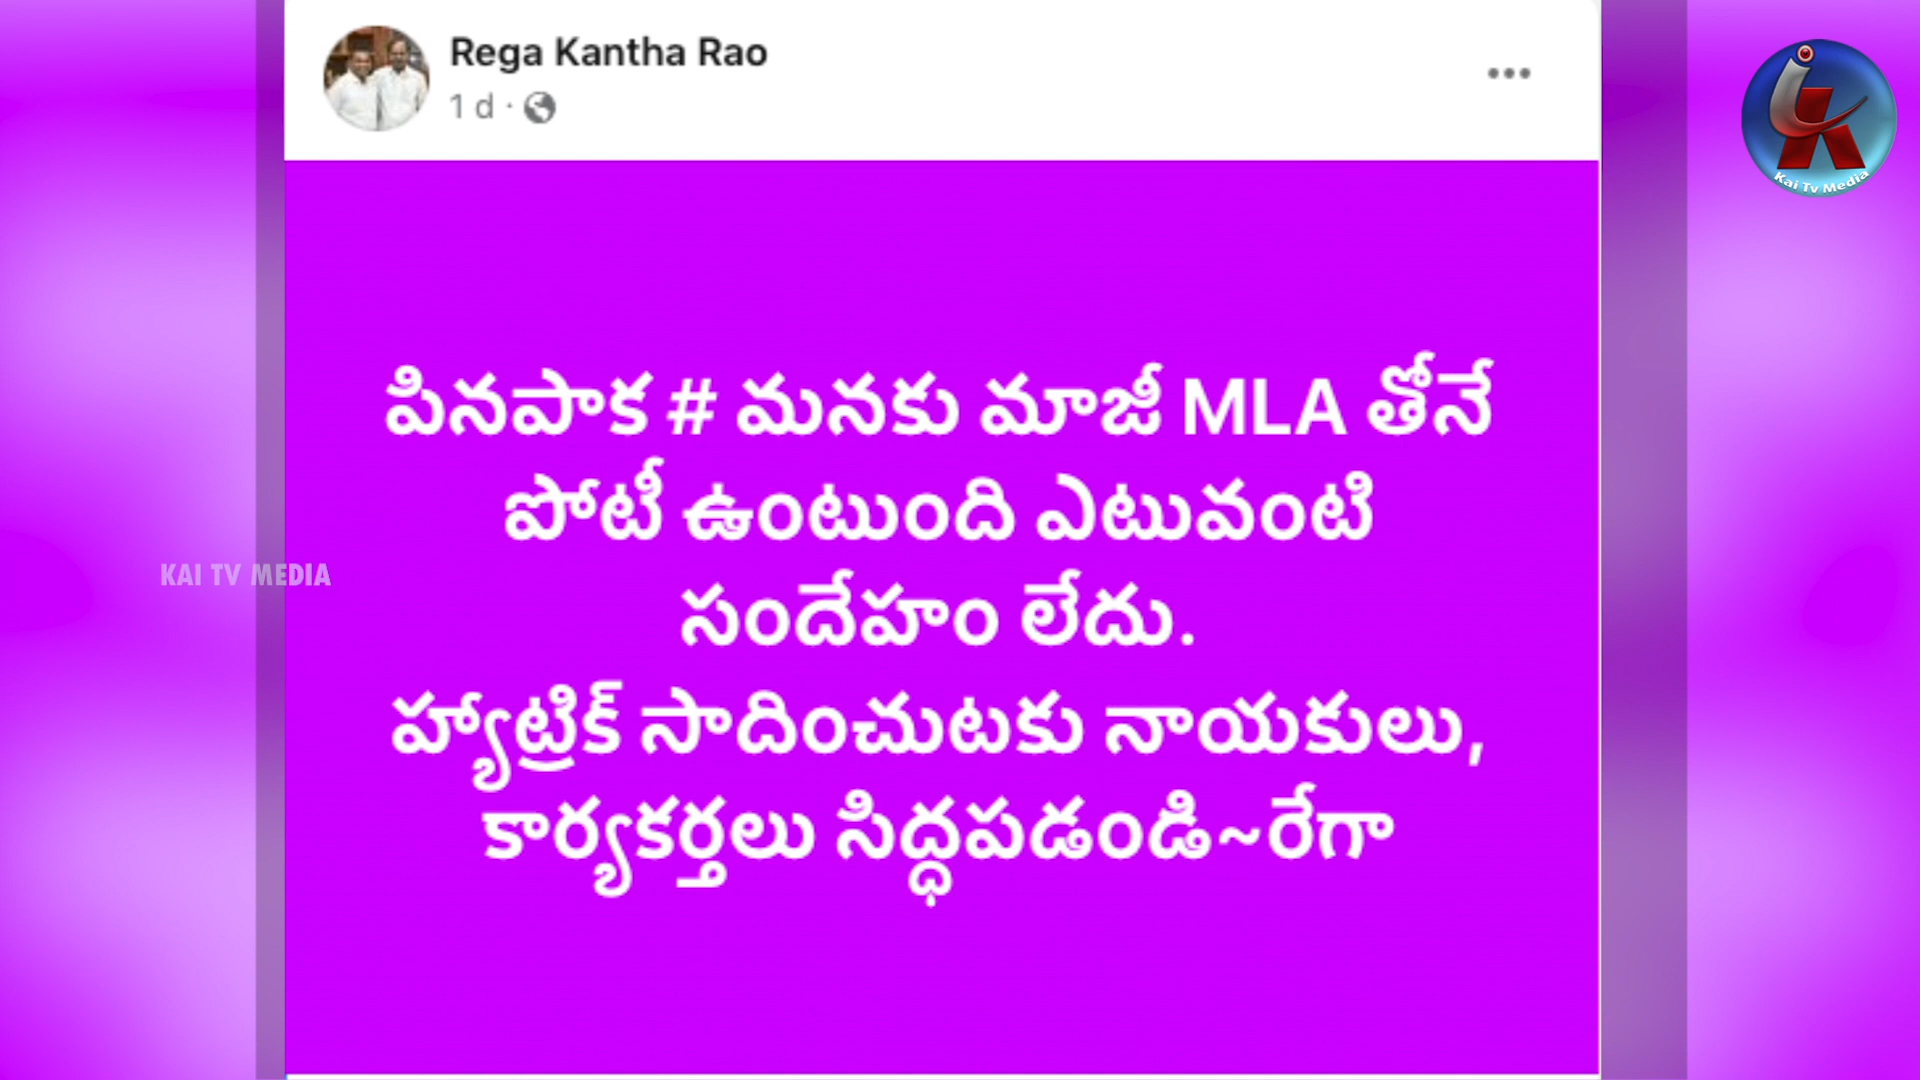 Rega Kantha Rao
1 d ·
Kai Tv Media
పినపాక # మనకు మాజీ MLA తోనే
పోటీ ఉంటుంది ఎటువంటి
సందేహం లేదు.
హ్యాట్రిక్ సాదించుటకు నాయకులు,
కార్యకర్తలు సిద్ధపడండి~రేగా
KAI TV MEDIA